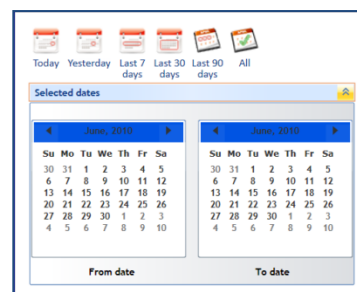 Today Yesterday Last 7 days Last 30 days Last 90 days All
Selected dates
June, 2010 June, 2010
Su Mo Tu We Th Fr Sa Su Mo Tu We Th Fr Sa
30 31 1 2 3 4 5 30 31 1 2 3 4 5
6 7 8 9 10 11 12 6 7 8 9 10 11 12
13 14 15 16 17 18 19 13 14 15 16 17 18 19
20 21 22 23 24 25 26 20 21 22 23 24 25 26
27 28 29 30 1 2 3 27 28 29 30 1 2 3
4 5 6 7 8 9 10 4 5 6 7 8 9 10
From date To date